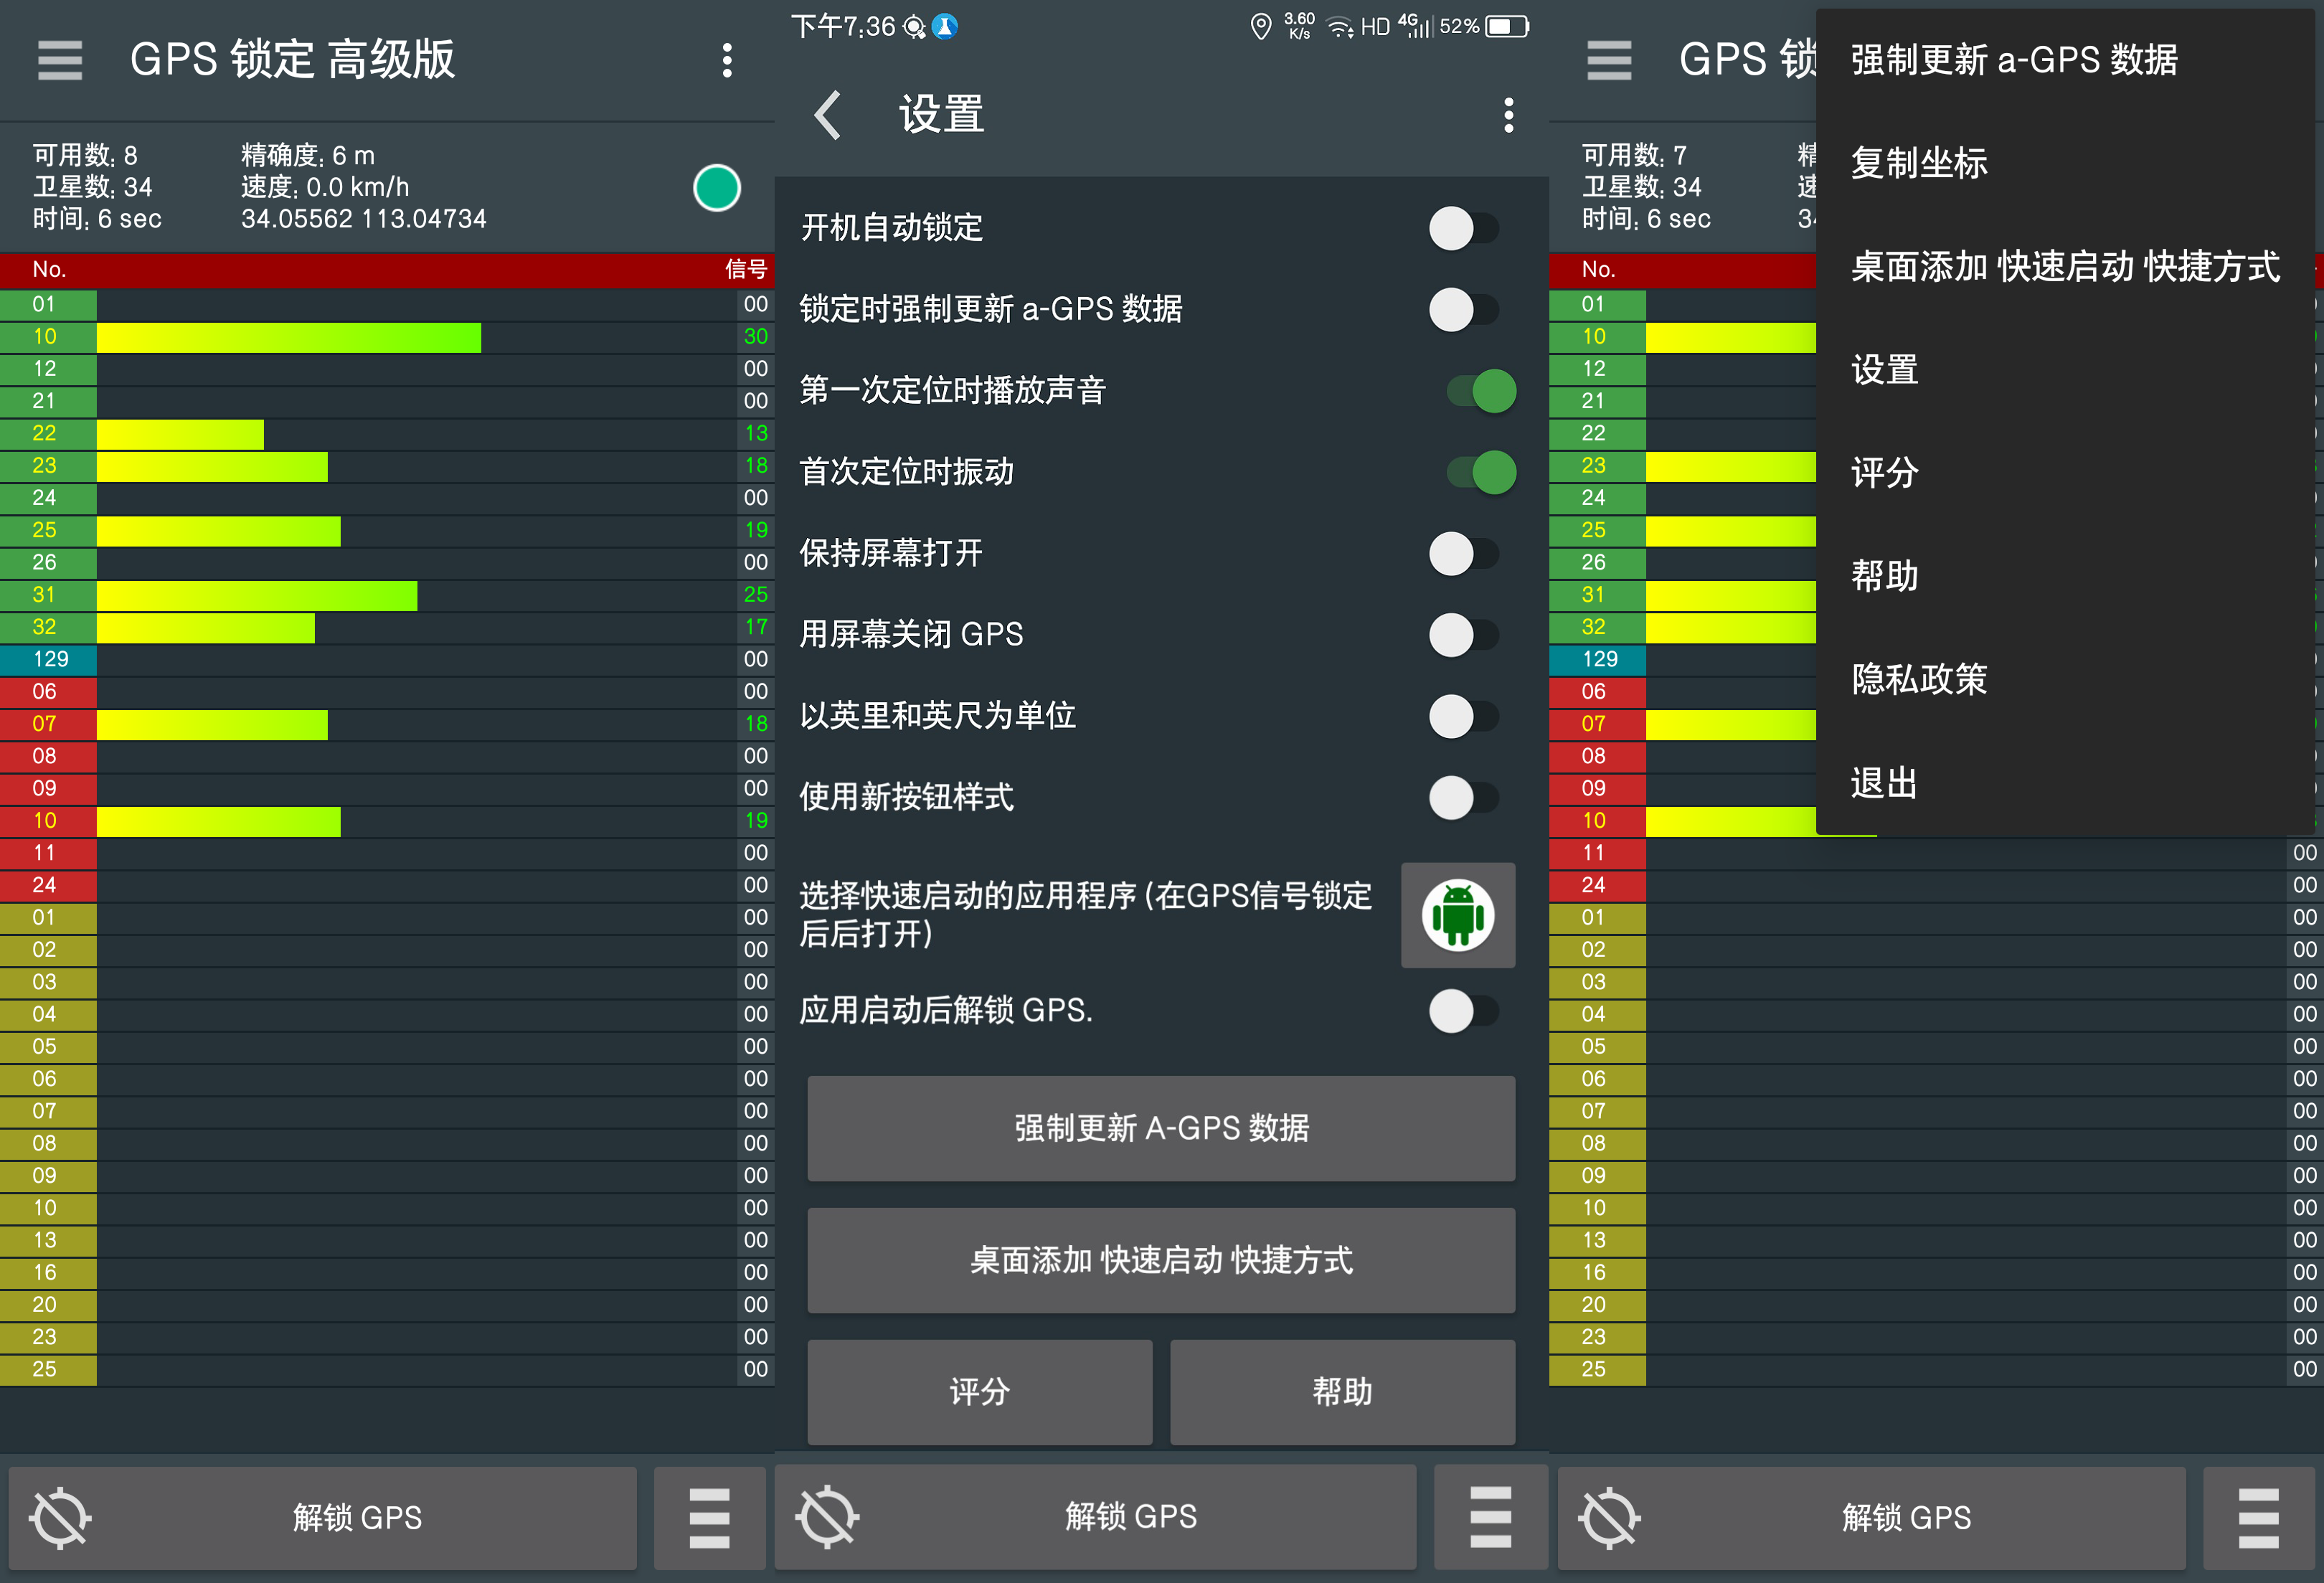 GPS 锁定 高级版
可用数: 8 精确度: 6 m
卫星数: 34 速度: 0.0 km/h
时间: 6 sec 34.05562 113.04734
No. 信号
01 00
10 30
12 00
21 00
22 13
23 18
24 00
25 19
26 00
31 25
32 17
129 00
06 00
07 18
08 00
09 00
10 19
11 00
24 00
01 00
02 00
03 00
04 00
05 00
06 00
07 00
08 00
09 00
10 00
13 00
16 00
20 00
23 00
25 00
解锁 GPS
下午7:36 3.60 K/s HD 4G 52%
设置
开机自动锁定
锁定时强制更新 a-GPS 数据
第一次定位时播放声音
首次定位时振动
保持屏幕打开
用屏幕关闭 GPS
以英里和英尺为单位
使用新按钮样式
选择快速启动的应用程序 (在GPS信号锁定
后后打开)
应用启动后解锁 GPS.
强制更新 A-GPS 数据
桌面添加 快速启动 快捷方式
评分 帮助
解锁 GPS
GPS 锁
可用数: 7 精
卫星数: 34 速
时间: 6 sec 34
No.
01
10
12
21
22
23
24
25
26
31
32
129
06
07
08
09
10
11 00
24 00
01 00
02 00
03 00
04 00
05 00
06 00
07 00
08 00
09 00
10 00
13 00
16 00
20 00
23 00
25 00
强制更新 a-GPS 数据
复制坐标
桌面添加 快速启动 快捷方式
设置
评分
帮助
隐私政策
退出
解锁 GPS